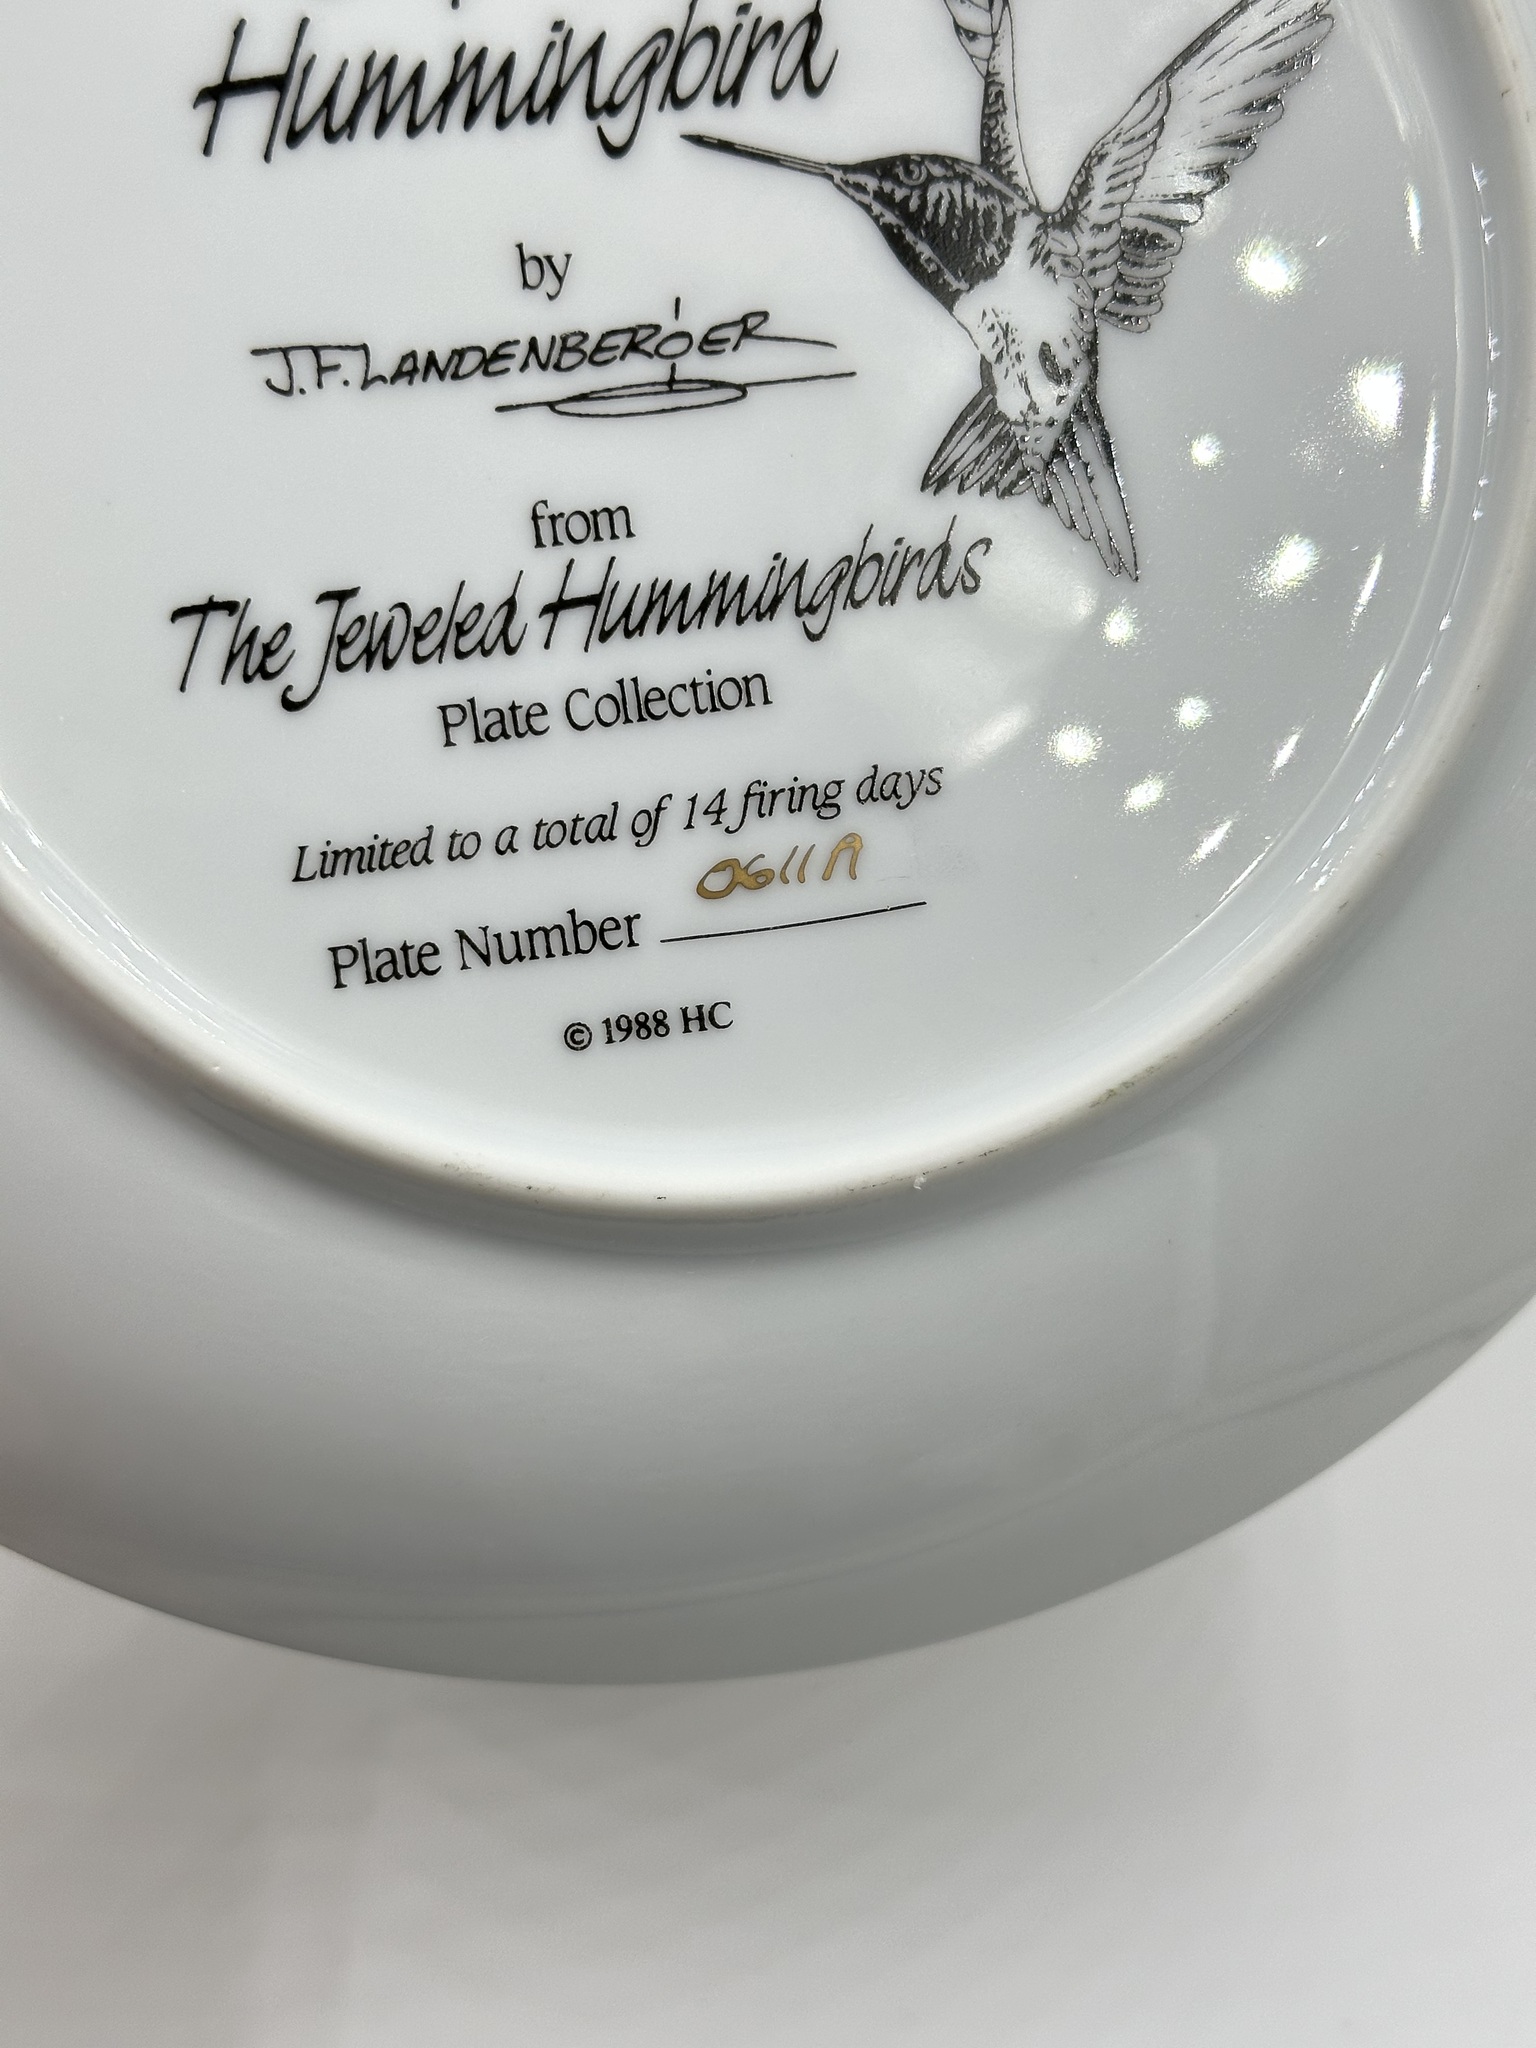 Hummingbird
by
J.F. LANDENBERGER
from
The Jeweled Hummingbirds
Plate Collection
Limited to a total of 14 firing days
0611A
Plate Number
© 1988 HC